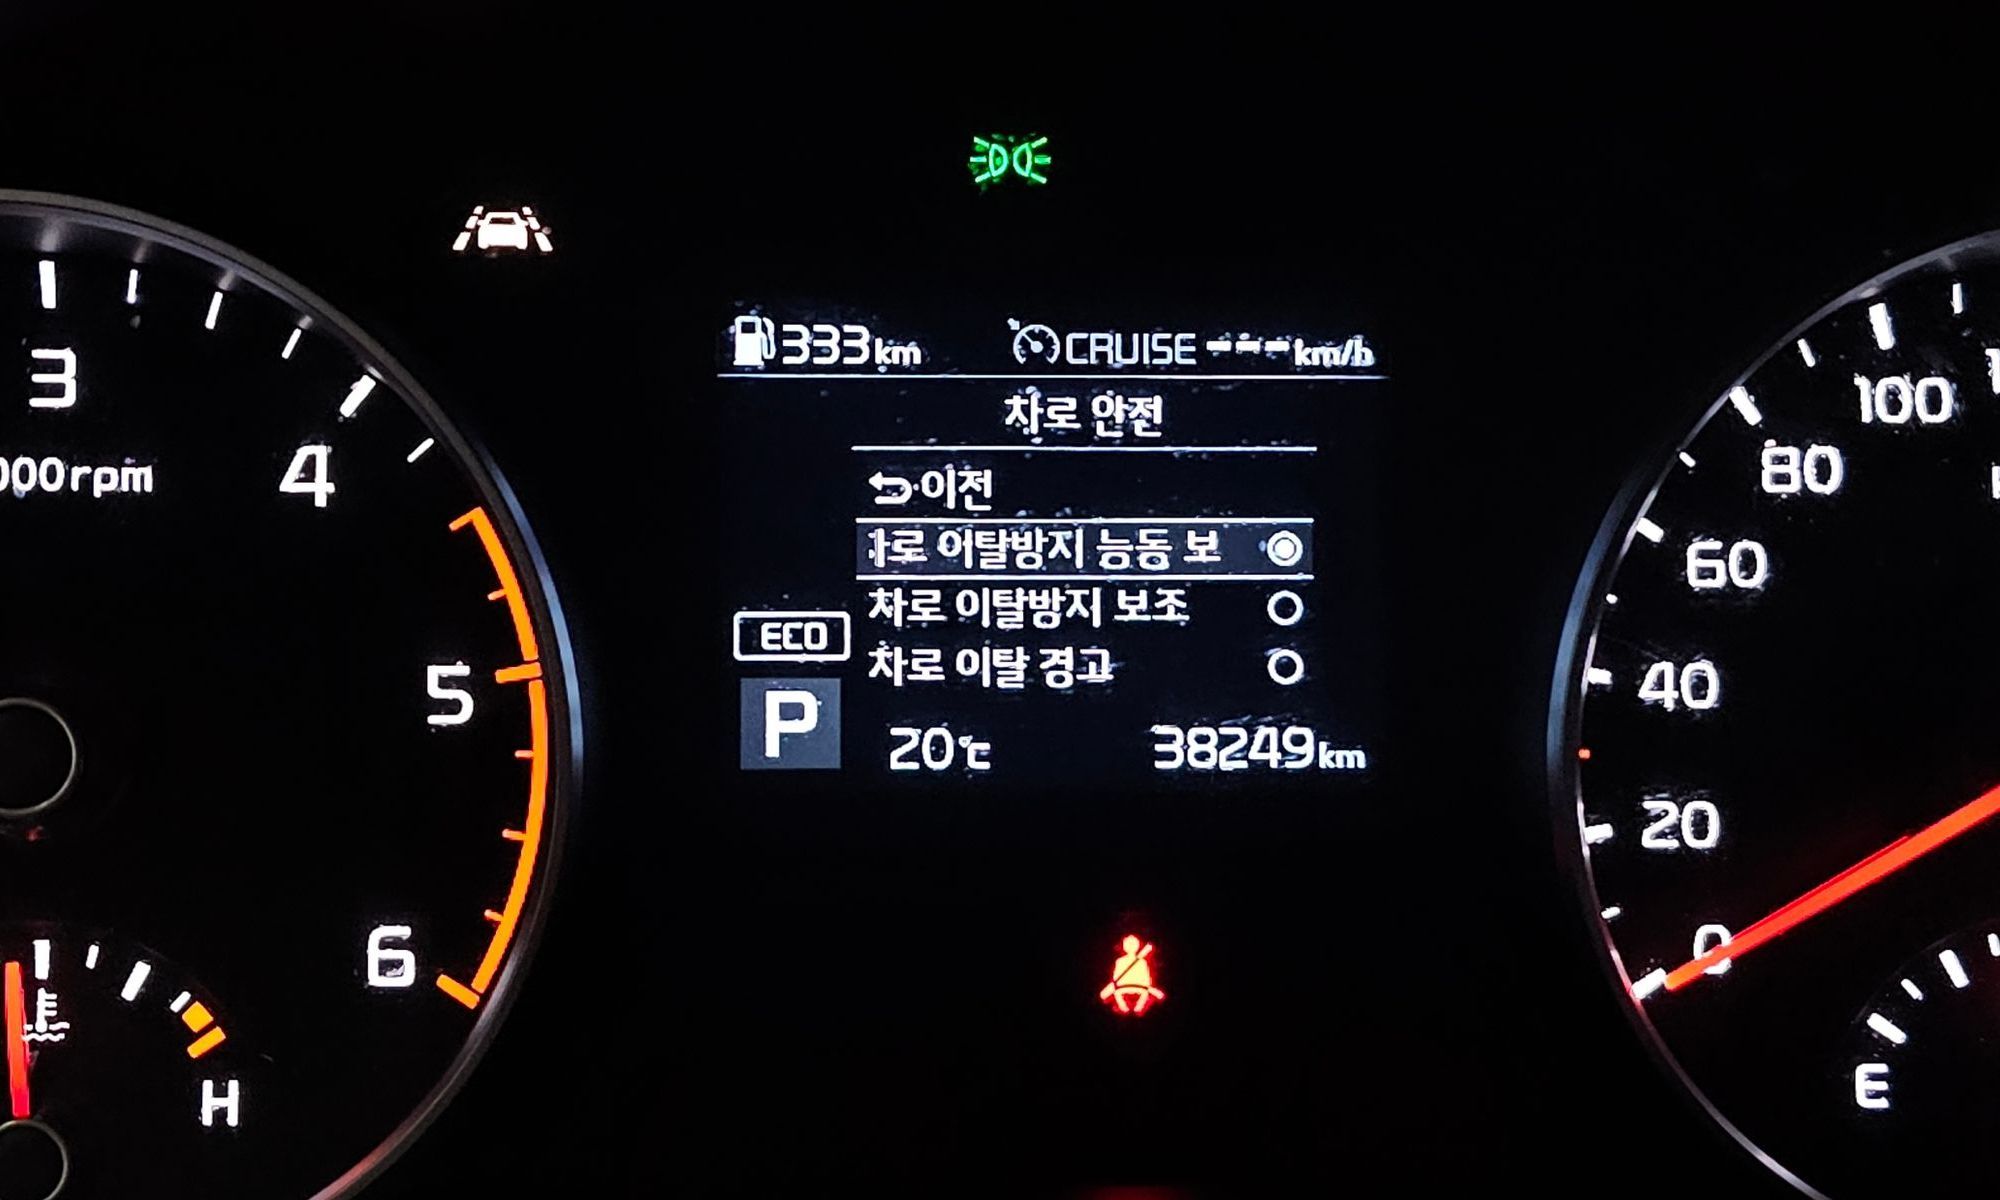 333km CRUISE ---km/h
차로 안전
이전
차로 이탈방지 능동 보
차로 이탈방지 보조
차로 이탈 경고
ECO
P
20℃ 38249km
3
4
000rpm
5
6
H
100
80
60
40
20
0
E